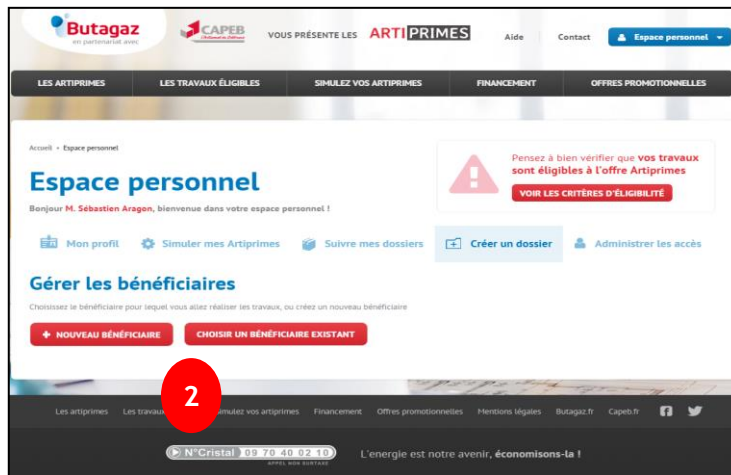 Butagaz
en partenariat avec
CAPEB
VOUS PRÉSENTE LES ARTIPRIMES
Aide
Contact
Espace personnel
LES ARTIPRIMES
LES TRAVAUX ÉLIGIBLES
SIMULEZ VOS ARTIPRIMES
FINANCEMENT
OFFRES PROMOTIONNELLES
Accueil • Espace personnel
Pensez à bien vérifier que vos travaux
sont éligibles à l'offre Artiprimes
VOIR LES CRITÈRES D'ÉLIGIBILITÉ
Espace personnel
Bonjour M. Sébastien Aragon, bienvenue dans votre espace personnel !
Mon profil
Simuler mes Artiprimes
Suivre mes dossiers
Créer un dossier
Administrer les accès
Gérer les bénéficiaires
Choisissez le bénéficiaire pour lequel vous allez réaliser les travaux, ou créez un nouveau bénéficiaire
+ NOUVEAU BÉNÉFICIAIRE
CHOISIR UN BÉNÉFICIAIRE EXISTANT
2
Les artiprimes
Les travaux
Simulez vos artiprimes
Financement
Offres promotionnelles
Mentions légales
Butagaz.fr
Capeb.fr
N°Cristal 09 70 40 02 10
APPEL NON SURTAXÉ
L'energie est notre avenir, économisons-la !